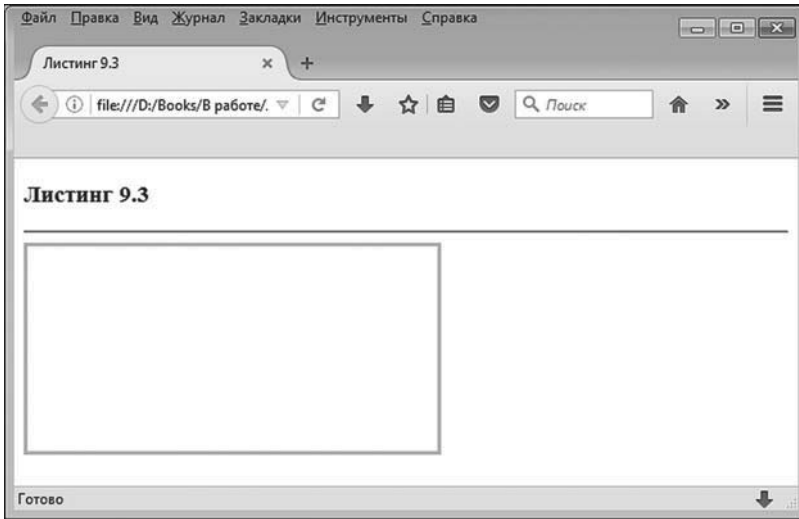 Файл Правка Вид Журнал Закладки Инструменты Справка
Листинг 9.3
file:///D:/Books/В работе/.
Поиск
Листинг 9.3
Готово